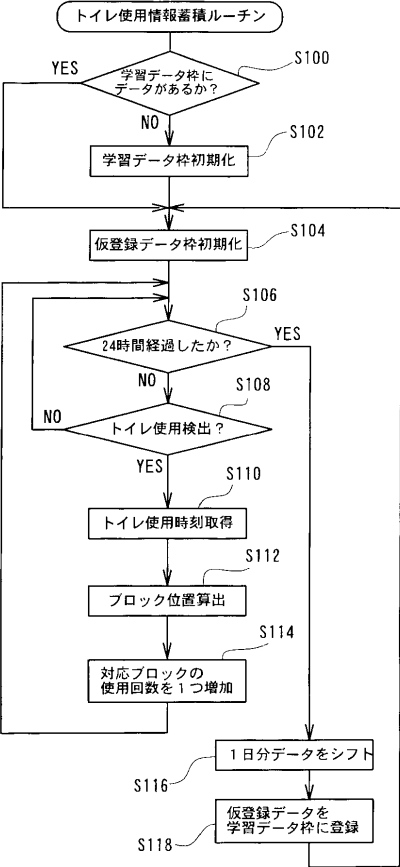 トイレ使用情報蓄積ルーチン
S100
YES
学習データ枠に
データがあるか？
NO
S102
学習データ枠初期化
S104
仮登録データ枠初期化
S106
24時間経過したか？
YES
NO
S108
NO
トイレ使用検出？
YES
S110
トイレ使用時刻取得
S112
ブロック位置算出
S114
対応ブロックの
使用回数を１つ増加
１日分データをシフト
S116
仮登録データを
学習データ枠に登録
S118